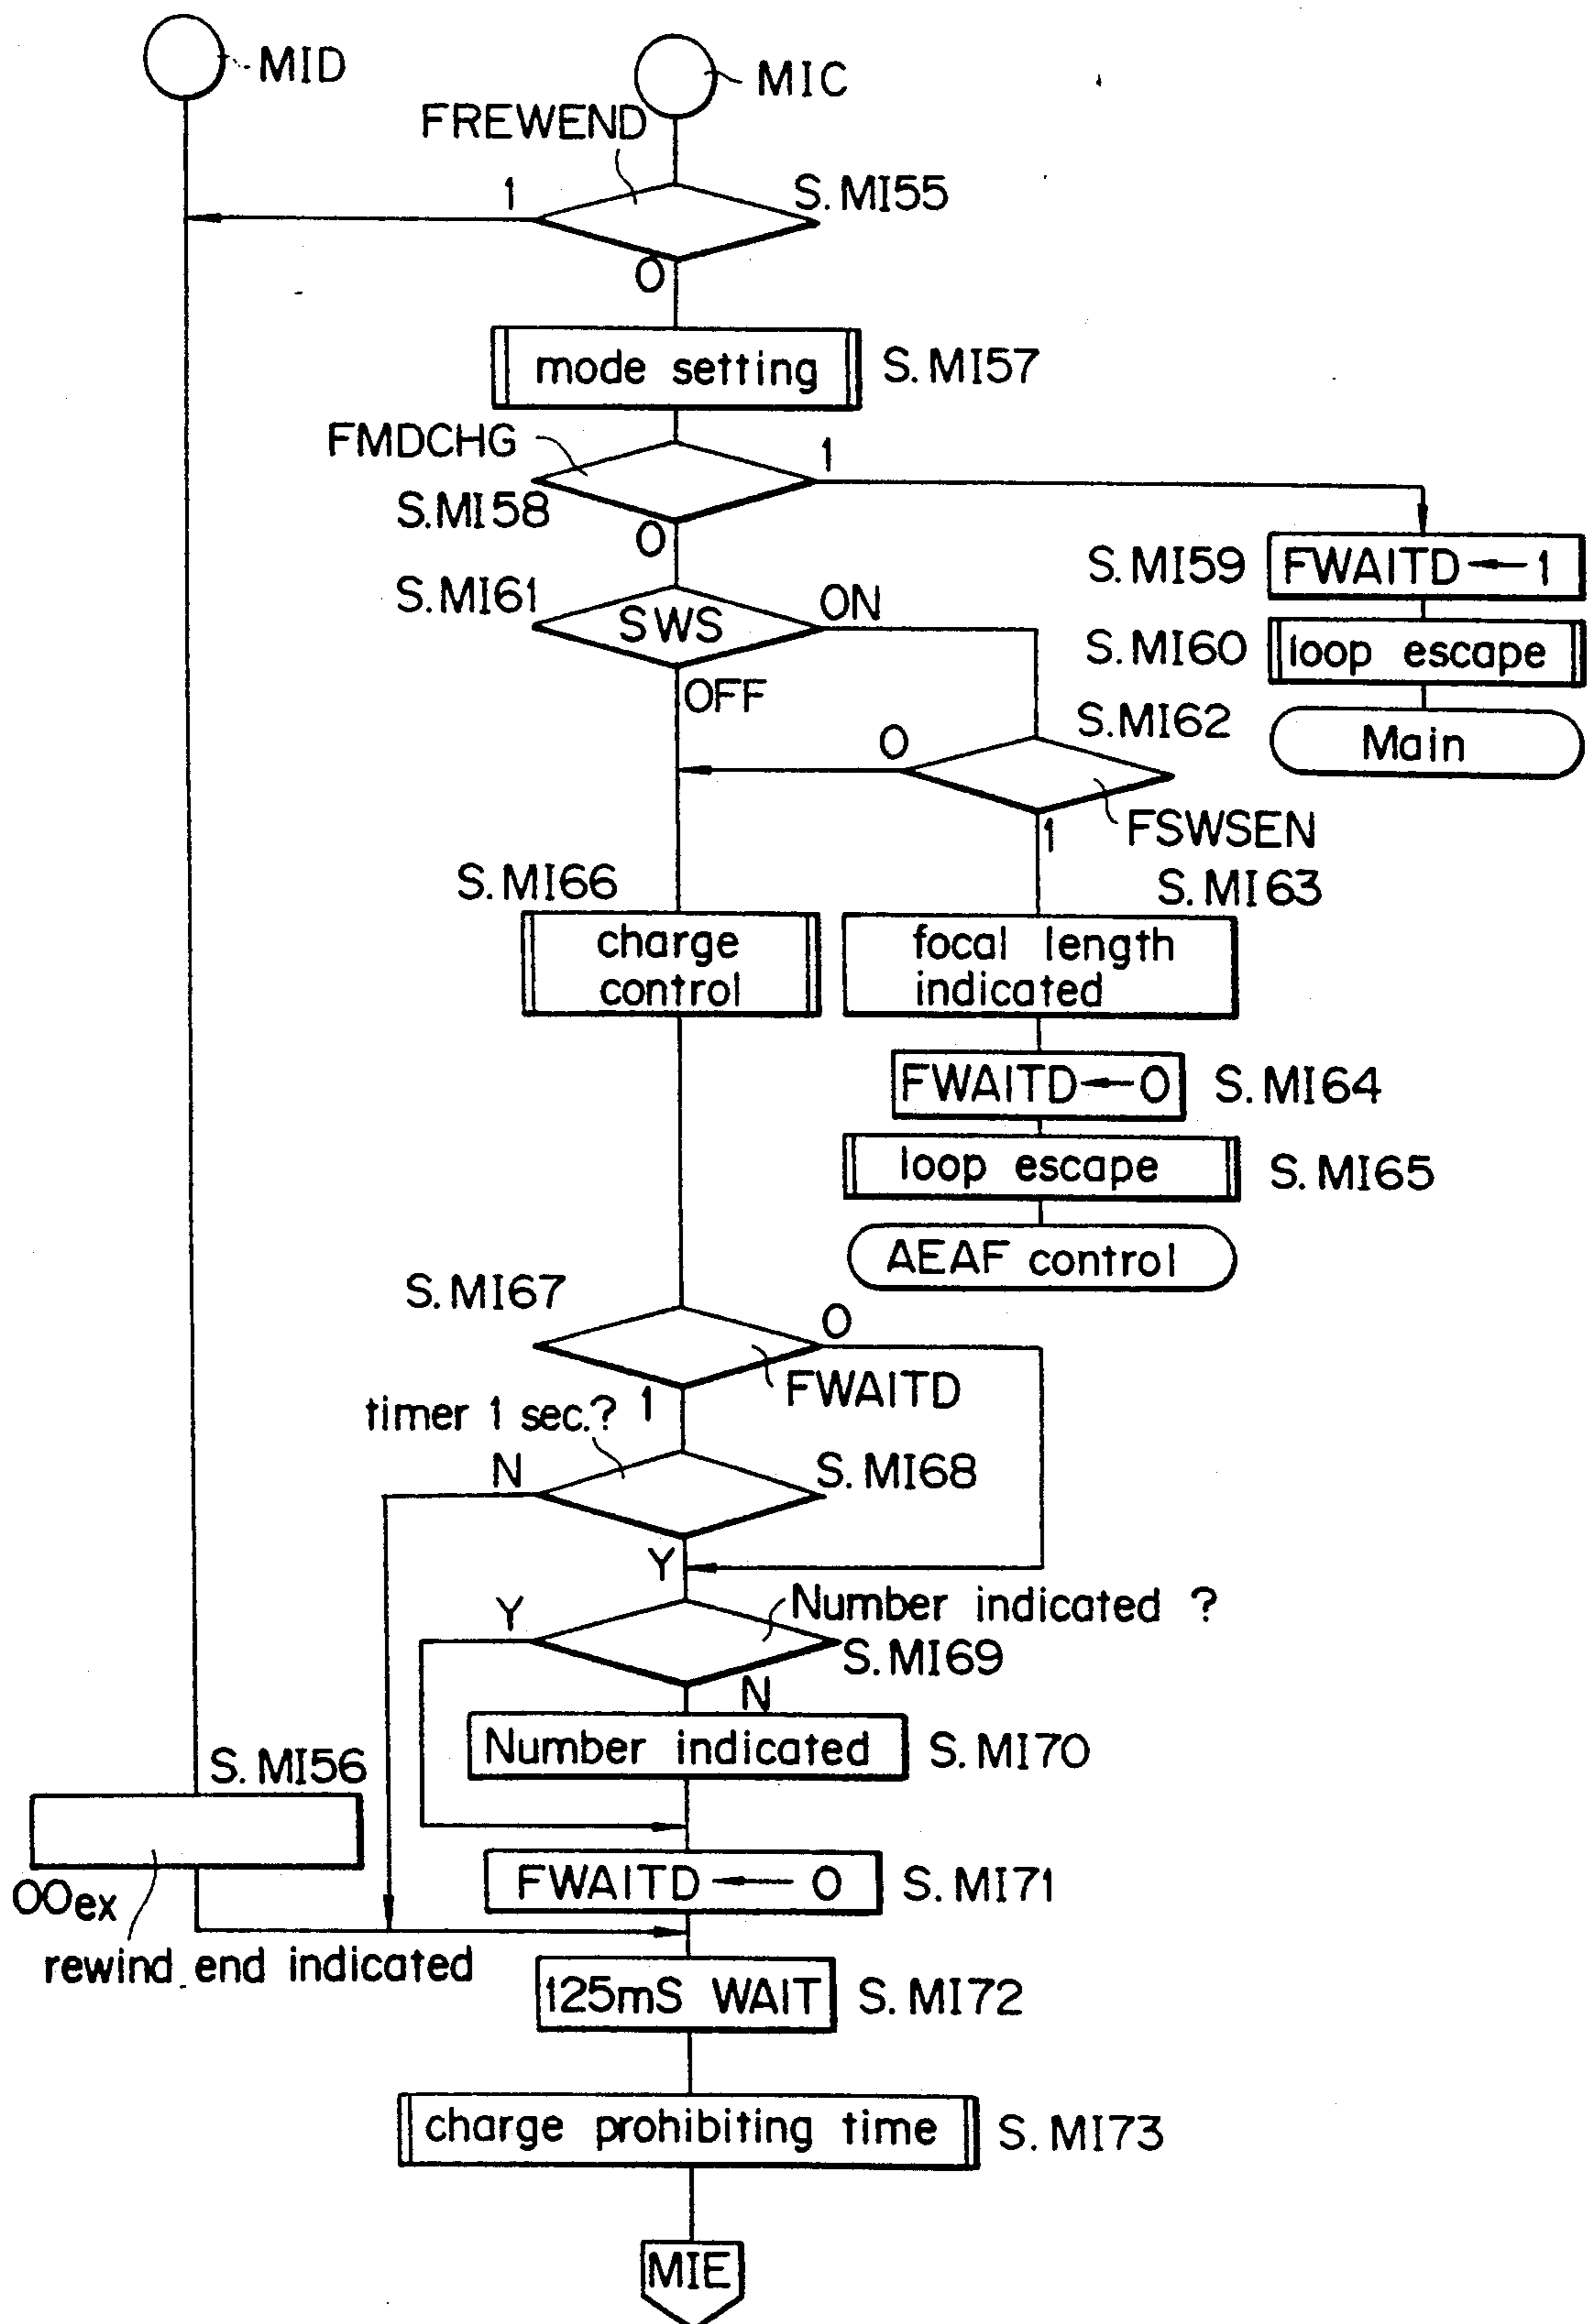 MID
MIC
FREWEND
1
S.MI55
0
mode setting
S.MI57
FMDCHG
1
S.MI58
0
S.MI59
FWAITD←1
S.MI61
SWS
ON
S.MI60
loop escape
OFF
S.MI62
0
Main
FSWSEN
1
S.MI66
S.MI63
charge
control
focal length
indicated
FWAITD←0
S.MI64
loop escape
S.MI65
AEAF control
S.MI67
0
FWAITD
timer 1 sec.?
1
N
S.MI68
Y
Number indicated ?
Y
S.MI69
N
Number indicated
S.MI70
S.MI56
FWAITD ← 0
S.MI71
00ex
rewind end indicated
125mS WAIT
S.MI72
charge prohibiting time
S.MI73
MIE